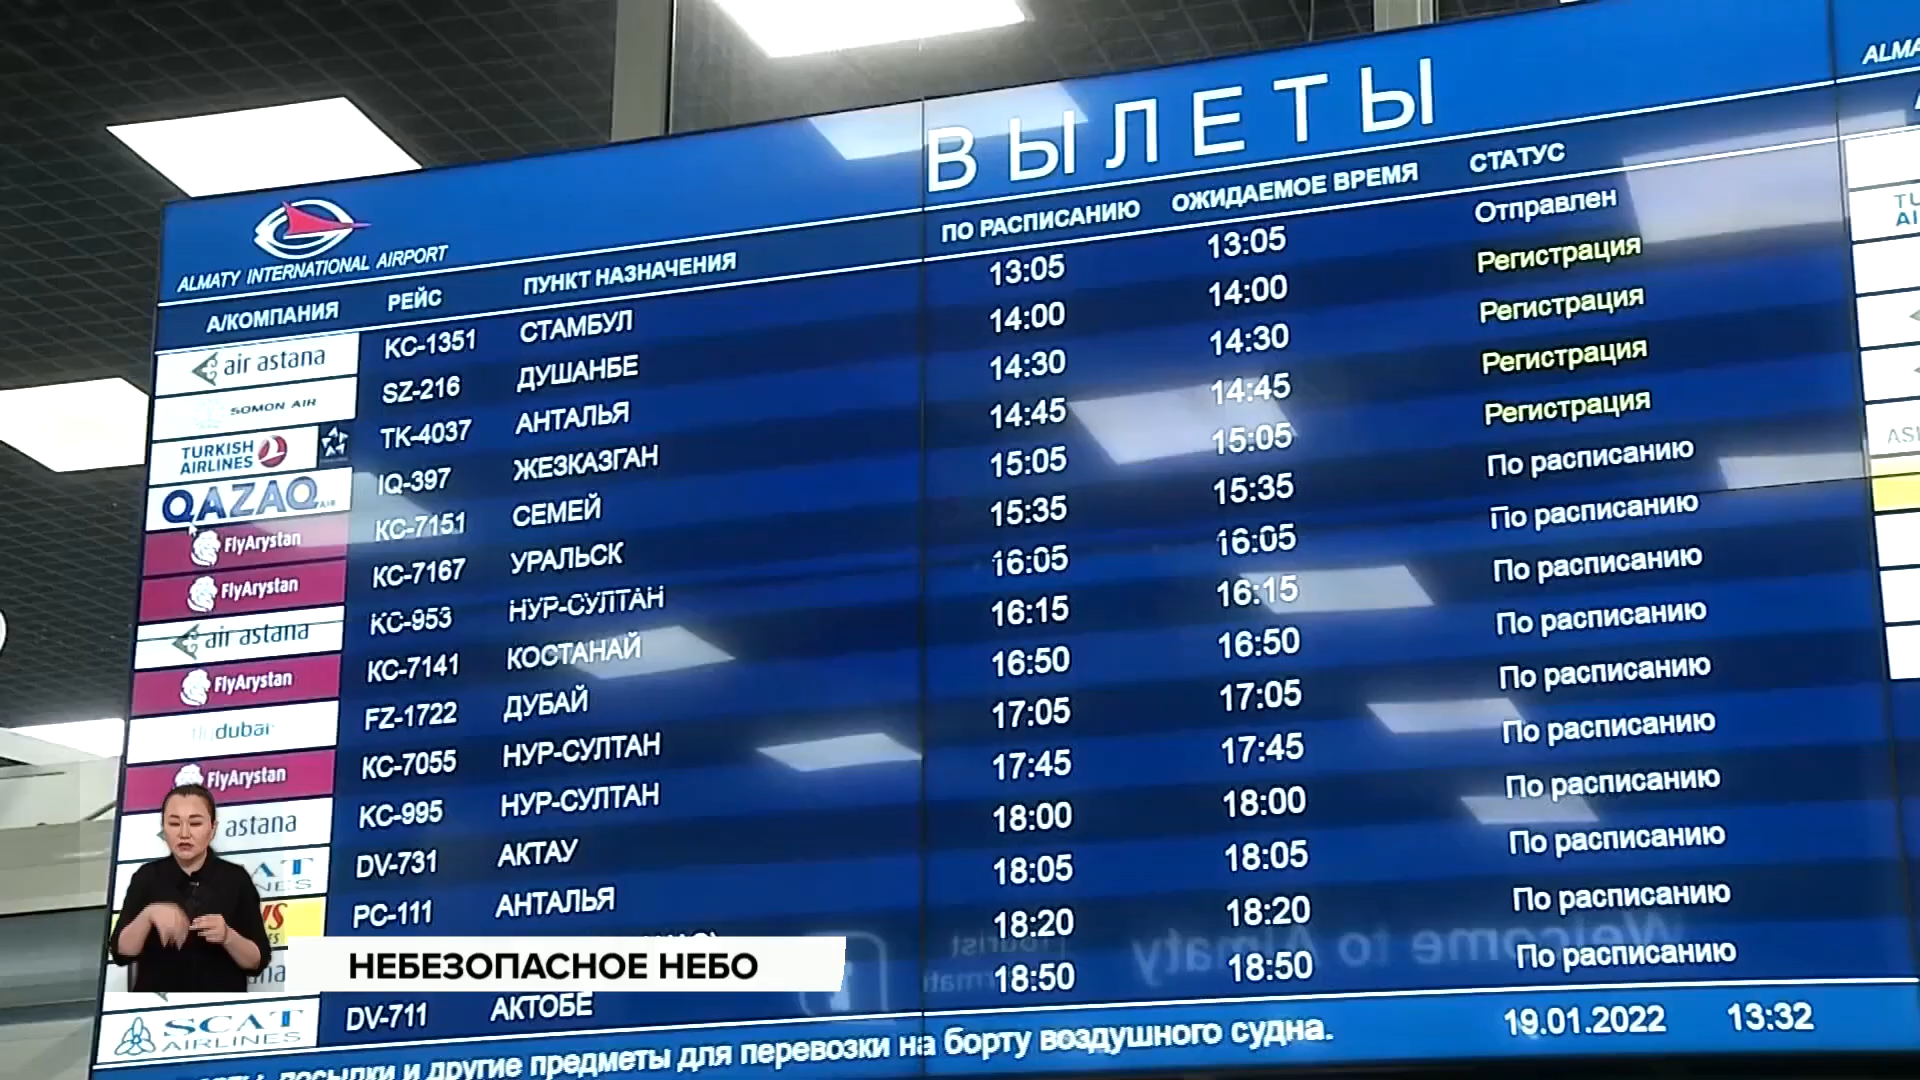 ВЫЛЕТЫ
ALMATY INTERNATIONAL AIRPORT
А/КОМПАНИЯ РЕЙС ПУНКТ НАЗНАЧЕНИЯ ПО РАСПИСАНИЮ ОЖИДАЕМОЕ ВРЕМЯ СТАТУС
air astana KC-1351 СТАМБУЛ 13:05 13:05 Отправлен
SOMON AIR SZ-216 ДУШАНБЕ 14:00 14:00 Регистрация
TURKISH AIRLINES TK-4037 АНТАЛЬЯ 14:30 14:30 Регистрация
QAZAQ AIR IQ-397 ЖЕЗКАЗГАН 14:45 14:45 Регистрация
FlyArystan KC-7151 СЕМЕЙ 15:05 15:05 Регистрация
FlyArystan KC-7167 УРАЛЬСК 15:35 15:35 По расписанию
air astana KC-953 НУР-СУЛТАН 16:05 16:05 По расписанию
FlyArystan KC-7141 КОСТАНАЙ 16:15 16:15 По расписанию
flydubai FZ-1722 ДУБАЙ 16:50 16:50 По расписанию
FlyArystan KC-7055 НУР-СУЛТАН 17:05 17:05 По расписанию
astana KC-995 НУР-СУЛТАН 17:45 17:45 По расписанию
DV-731 АКТАУ 18:00 18:00 По расписанию
PC-111 АНТАЛЬЯ 18:05 18:05 По расписанию
18:20 18:20 По расписанию
SCAT AIRLINES DV-711 АКТОБЕ 18:50 18:50 По расписанию
НЕБЕЗОПАСНОЕ НЕБО
посылки и другие предметы для перевозки на борту воздушного судна.
19.01.2022 13:32
Welcome to Almaty